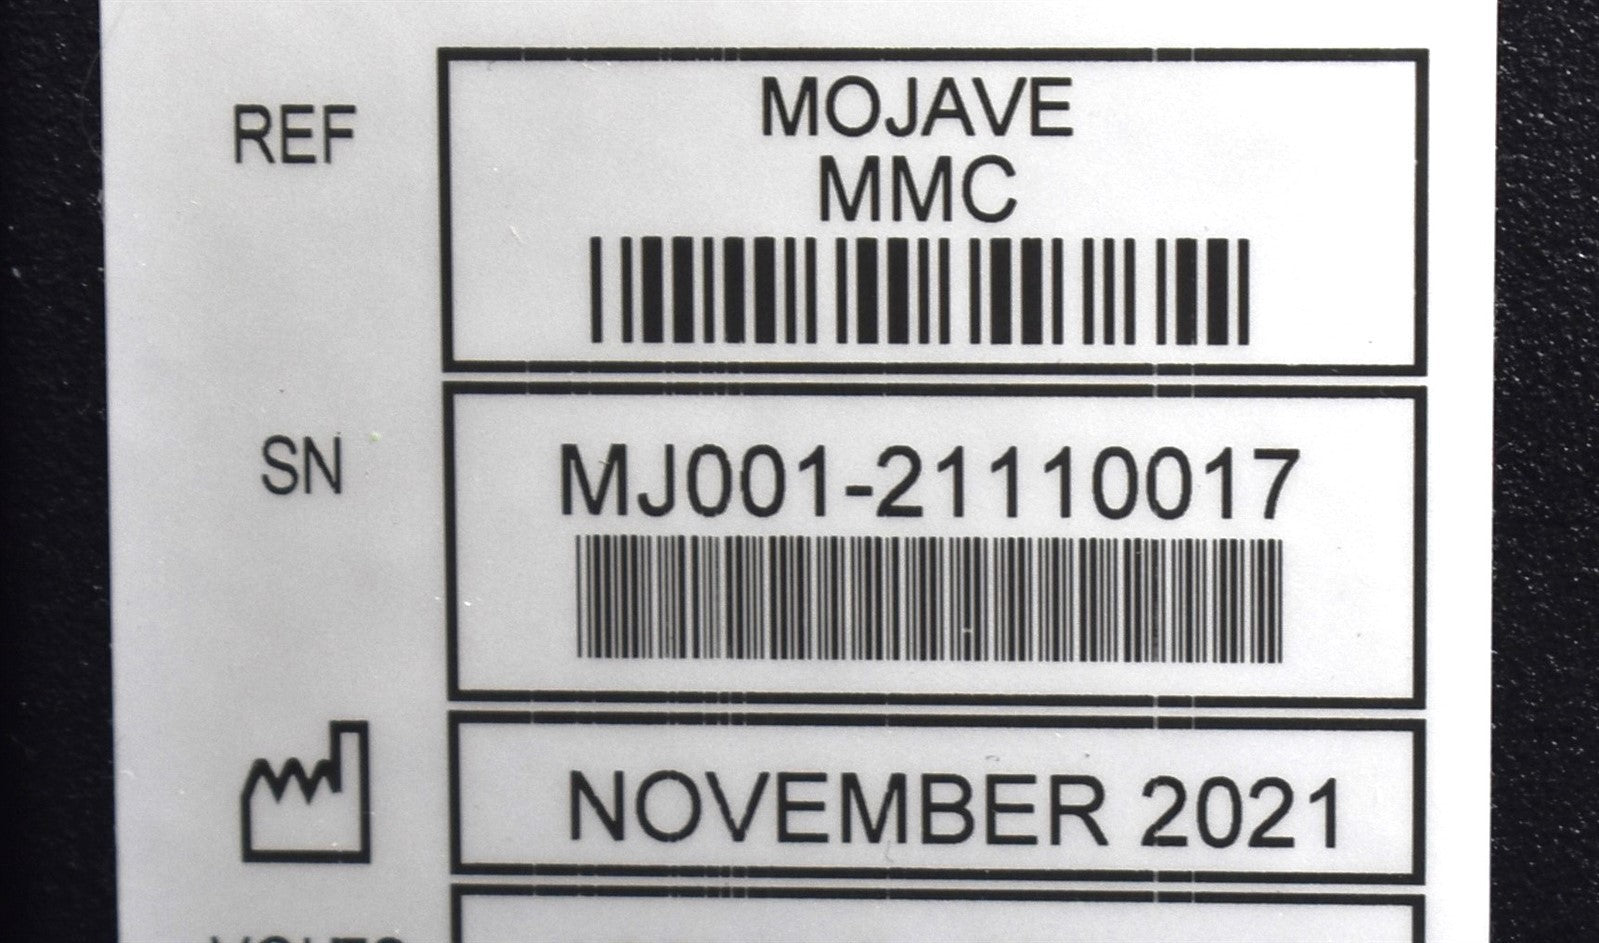 REF
MOJAVE
MMC
SN
MJ001-21110017
NOVEMBER 2021